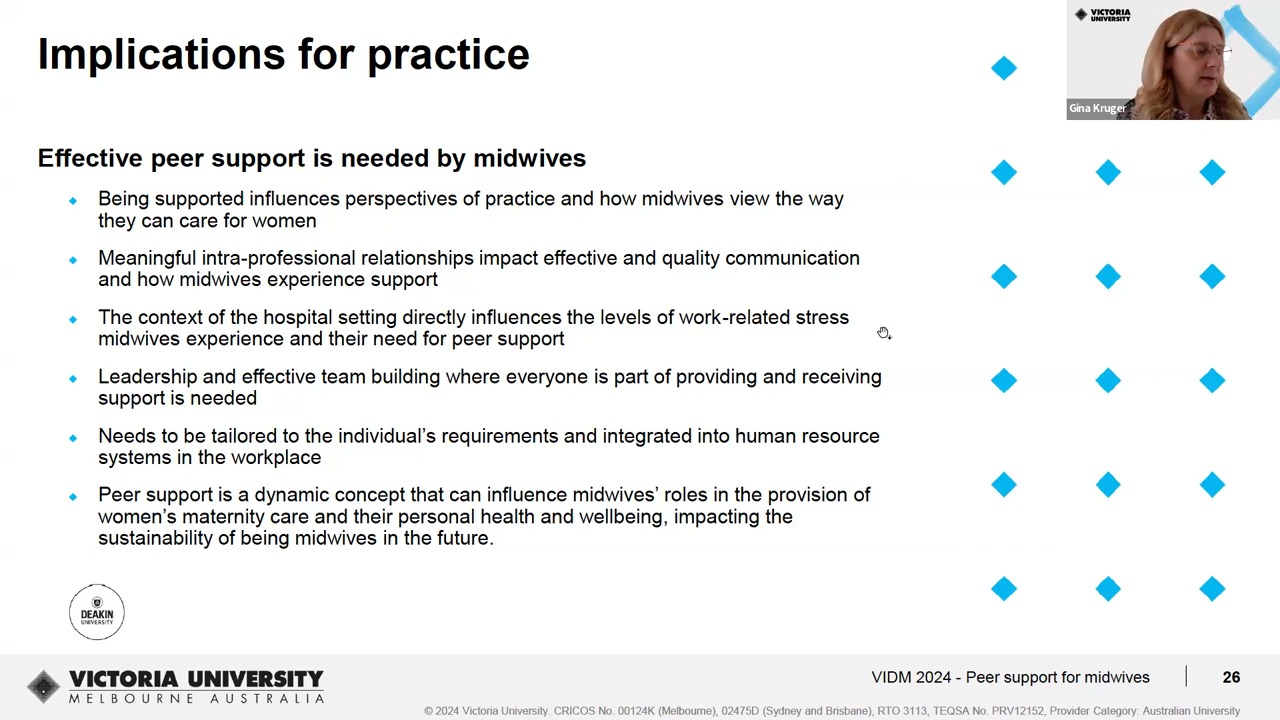 Implications for practice
VICTORIA
UNIVERSITY
Gina Kruger
Effective peer support is needed by midwives
Being supported influences perspectives of practice and how midwives view the way
they can care for women
Meaningful intra-professional relationships impact effective and quality communication
and how midwives experience support
The context of the hospital setting directly influences the levels of work-related stress
midwives experience and their need for peer support
Leadership and effective team building where everyone is part of providing and receiving
support is needed
Needs to be tailored to the individual's requirements and integrated into human resource
systems in the workplace
Peer support is a dynamic concept that can influence midwives' roles in the provision of
women's maternity care and their personal health and wellbeing, impacting the
sustainability of being midwives in the future.
DEAKIN
UNIVERSITY
VICTORIA UNIVERSITY
MELBOURNE AUSTRALIA
VIDM 2024 - Peer support for midwives
26
© 2024 Victoria University. CRICOS No. 00124K (Melbourne), 02475D (Sydney and Brisbane), RTO 3113, TEQSA No. PRV12152, Provider Category: Australian University